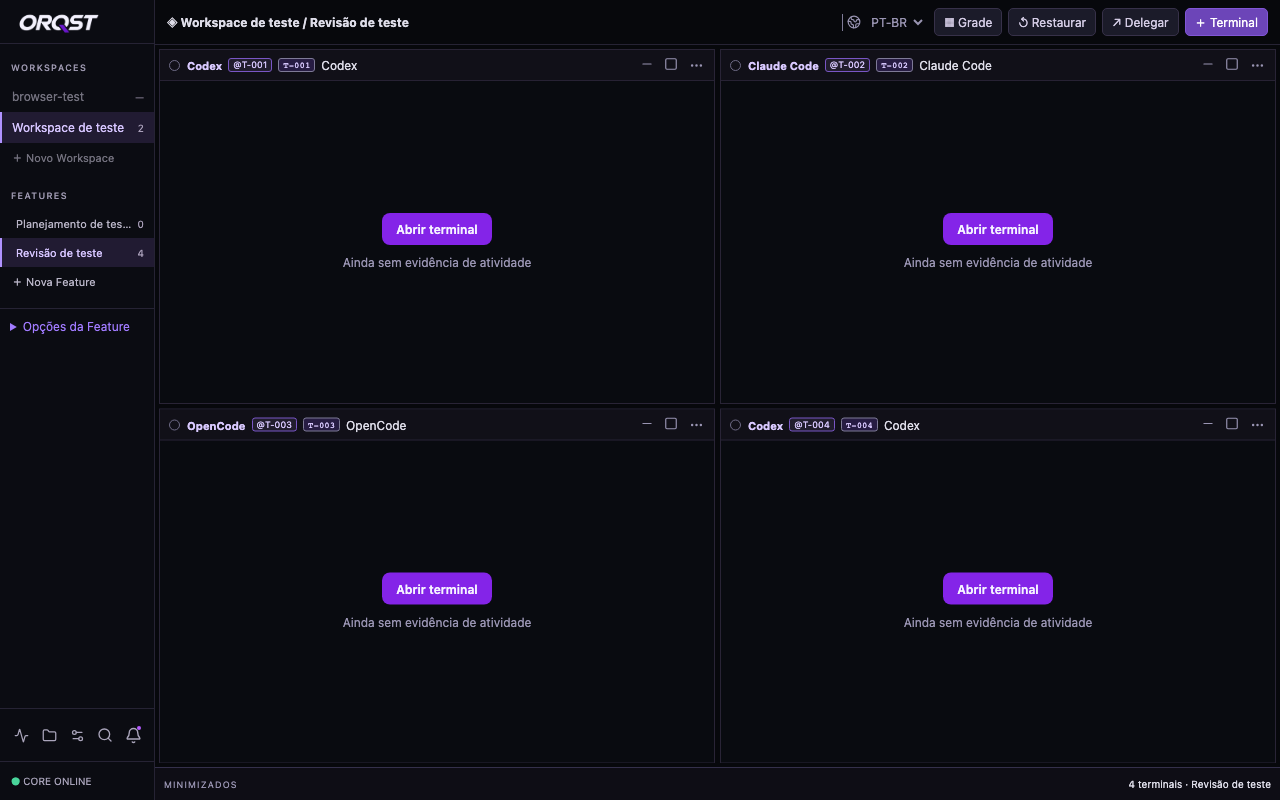 ORQST
WORKSPACES
browser-test —
Workspace de teste 2
+ Novo Workspace
FEATURES
Planejamento de tes... 0
Revisão de teste 4
+ Nova Feature
▶ Opções da Feature
CORE ONLINE
◈ Workspace de teste / Revisão de teste
PT-BR
Grade
Restaurar
Delegar
+ Terminal
Codex @T-001 T-001 Codex
Abrir terminal
Ainda sem evidência de atividade
Claude Code @T-002 T-002 Claude Code
Abrir terminal
Ainda sem evidência de atividade
OpenCode @T-003 T-003 OpenCode
Abrir terminal
Ainda sem evidência de atividade
Codex @T-004 T-004 Codex
Abrir terminal
Ainda sem evidência de atividade
MINIMIZADOS
4 terminais · Revisão de teste